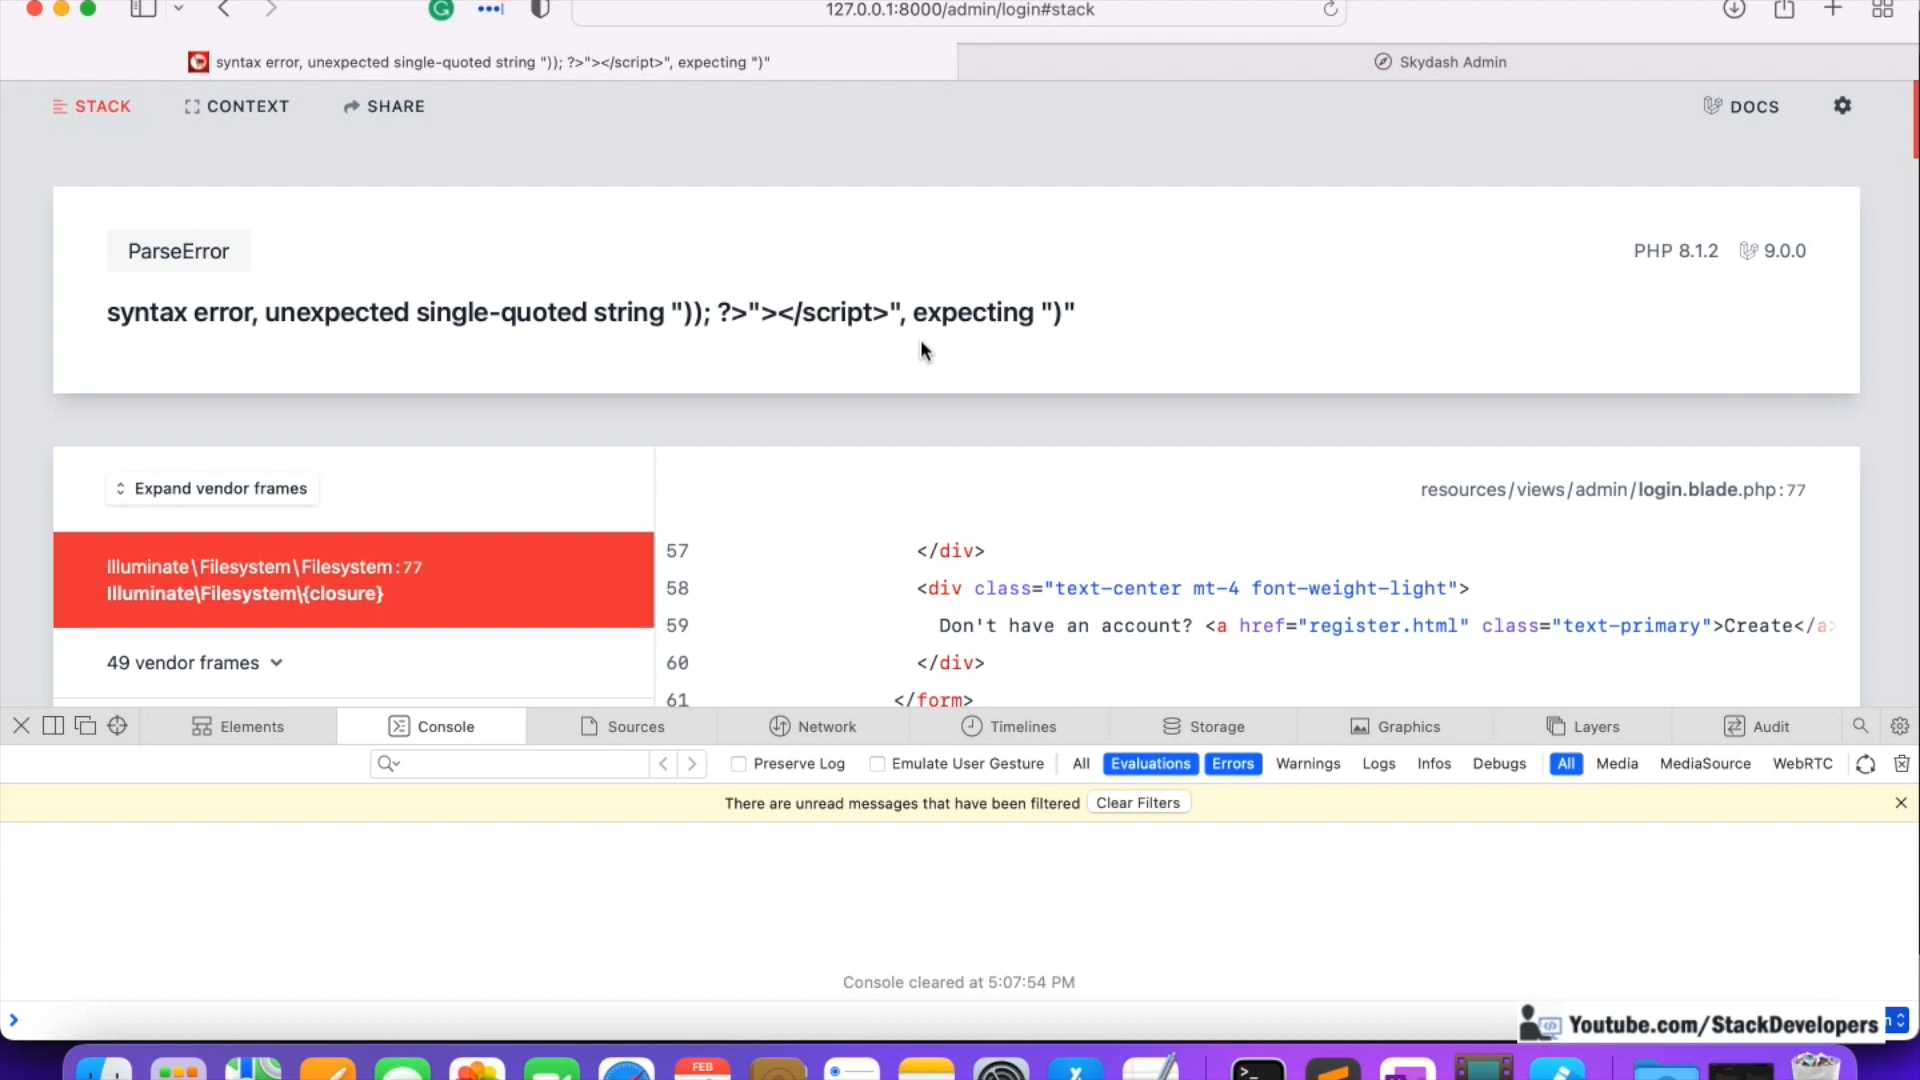 127.0.0.1:8000/admin/login#stack
syntax error, unexpected single-quoted string ")); ?>"></script>", expecting ")"
Skydash Admin
STACK
CONTEXT
SHARE
DOCS
ParseError
PHP 8.1.2
9.0.0
syntax error, unexpected single-quoted string ")); ?>"></script>", expecting ")"
Expand vendor frames
resources/views/admin/login.blade.php:77
Illuminate\Filesystem\Filesystem:77
Illuminate\Filesystem\{closure}
49 vendor frames
57 </div>
58 <div class="text-center mt-4 font-weight-light">
59 Don't have an account? <a href="register.html" class="text-primary">Create</a>
60 </div>
61 </form>
Elements
Console
Sources
Network
Timelines
Storage
Graphics
Layers
Audit
Preserve Log
Emulate User Gesture
All
Evaluations
Errors
Warnings
Logs
Infos
Debugs
All
Media
MediaSource
WebRTC
There are unread messages that have been filtered
Clear Filters
Console cleared at 5:07:54 PM
Youtube.com/StackDevelopers
FEB